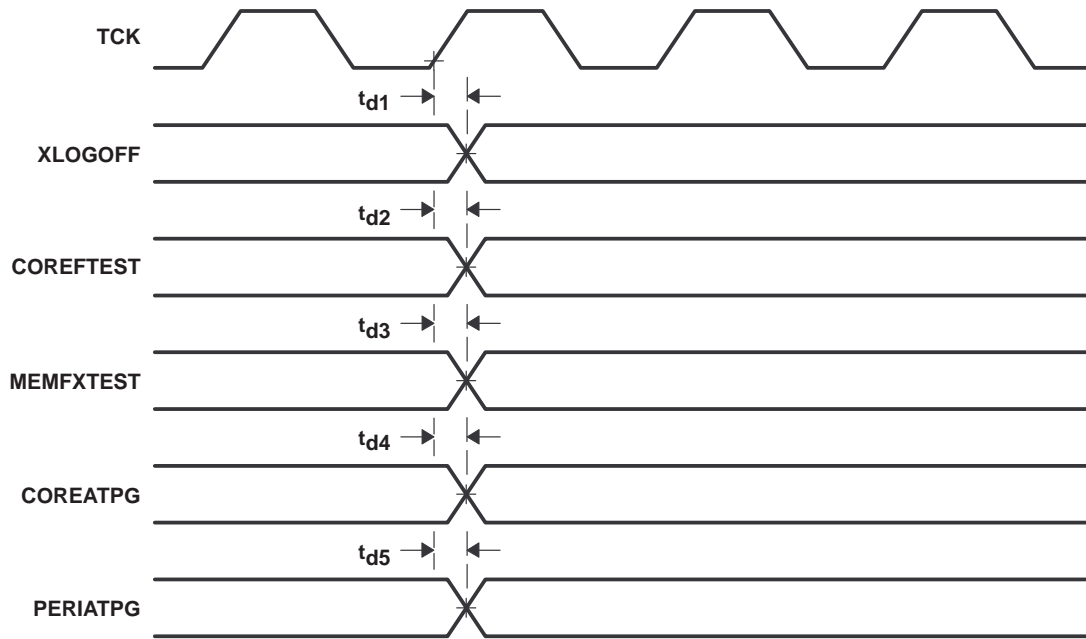 TCK
td1
XLOGOFF
td2
COREFTEST
td3
MEMFXTEST
td4
COREATPG
td5
PERIATPG